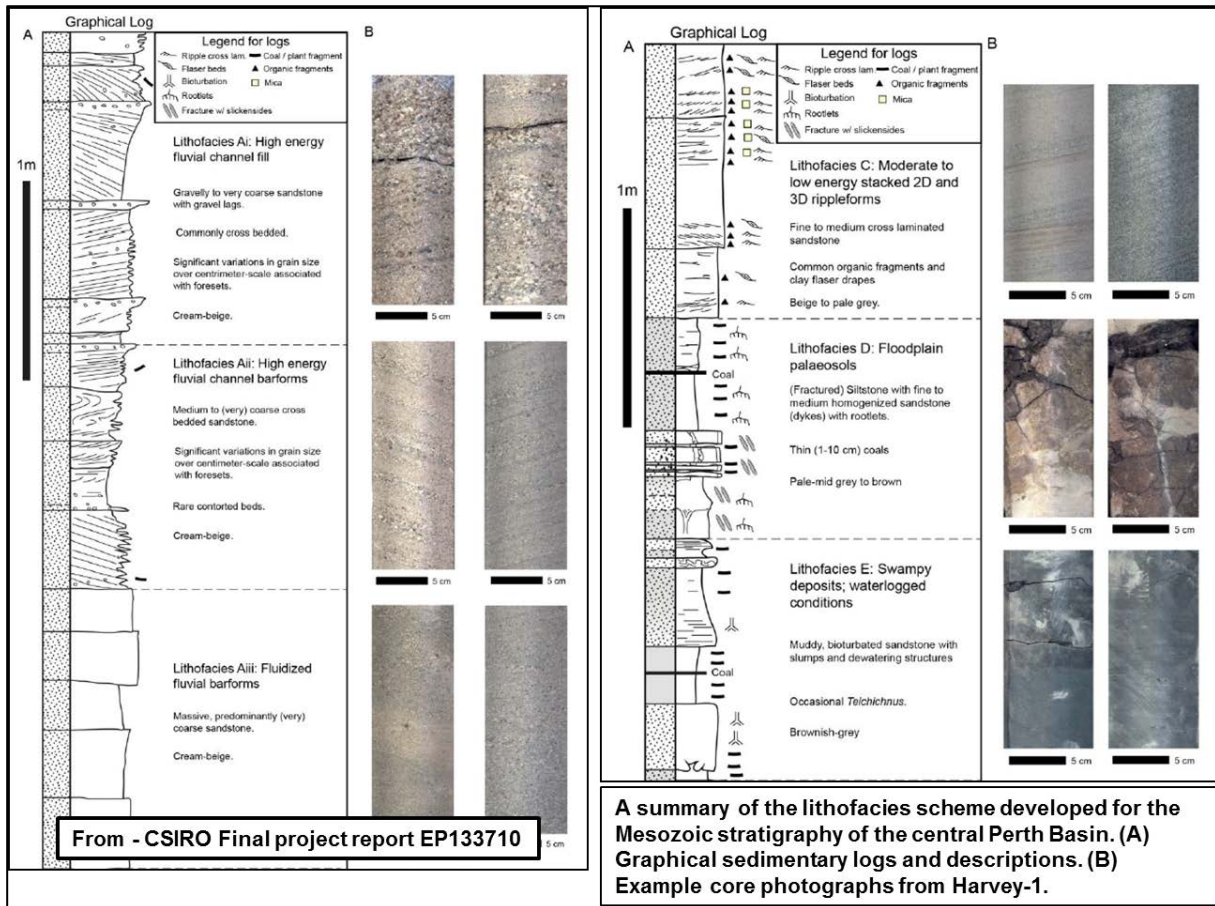 Graphical Log
A
B
Legend for logs
Ripple cross lam.
Coal / plant fragment
Flaser beds
Organic fragments
Bioturbation
Mica
Rootlets
Fracture w/ slickensides
1m
Lithofacies Ai: High energy
fluvial channel fill
Gravelly to very coarse sandstone
with gravel lags.
Commonly cross bedded.
Significant variations in grain size
over centimeter-scale associated
with foresets.
Cream-beige.
5 cm
5 cm
Lithofacies Aii: High energy
fluvial channel barforms
Medium to (very) coarse cross
bedded sandstone.
Significant variations in grain size
over centimeter-scale associated
with foresets.
Rare contorted beds.
Cream-beige.
5 cm
5 cm
Lithofacies Aiii: Fluidized
fluvial barforms
Massive, predominantly (very)
coarse sandstone.
Cream-beige.
From - CSIRO Final project report EP133710
Graphical Log
A
B
Legend for logs
Ripple cross lam.
Coal / plant fragment
Flaser beds
Organic fragments
Bioturbation
Mica
Rootlets
Fracture w/ slickensides
1m
Lithofacies C: Moderate to
low energy stacked 2D and
3D rippleforms
Fine to medium cross laminated
sandstone
Common organic fragments and
clay flaser drapes
Beige to pale grey.
5 cm
5 cm
Lithofacies D: Floodplain
palaeosols
Coal
(Fractured) Siltstone with fine to
medium homogenized sandstone
(dykes) with rootlets.
Thin (1-10 cm) coals
Pale-mid grey to brown
5 cm
5 cm
Lithofacies E: Swampy
deposits; waterlogged
conditions
Muddy, bioturbated sandstone with
slumps and dewatering structures
Coal
Occasional Teichichnus.
Brownish-grey
5 cm
5 cm
A summary of the lithofacies scheme developed for the
Mesozoic stratigraphy of the central Perth Basin. (A)
Graphical sedimentary logs and descriptions. (B)
Example core photographs from Harvey-1.